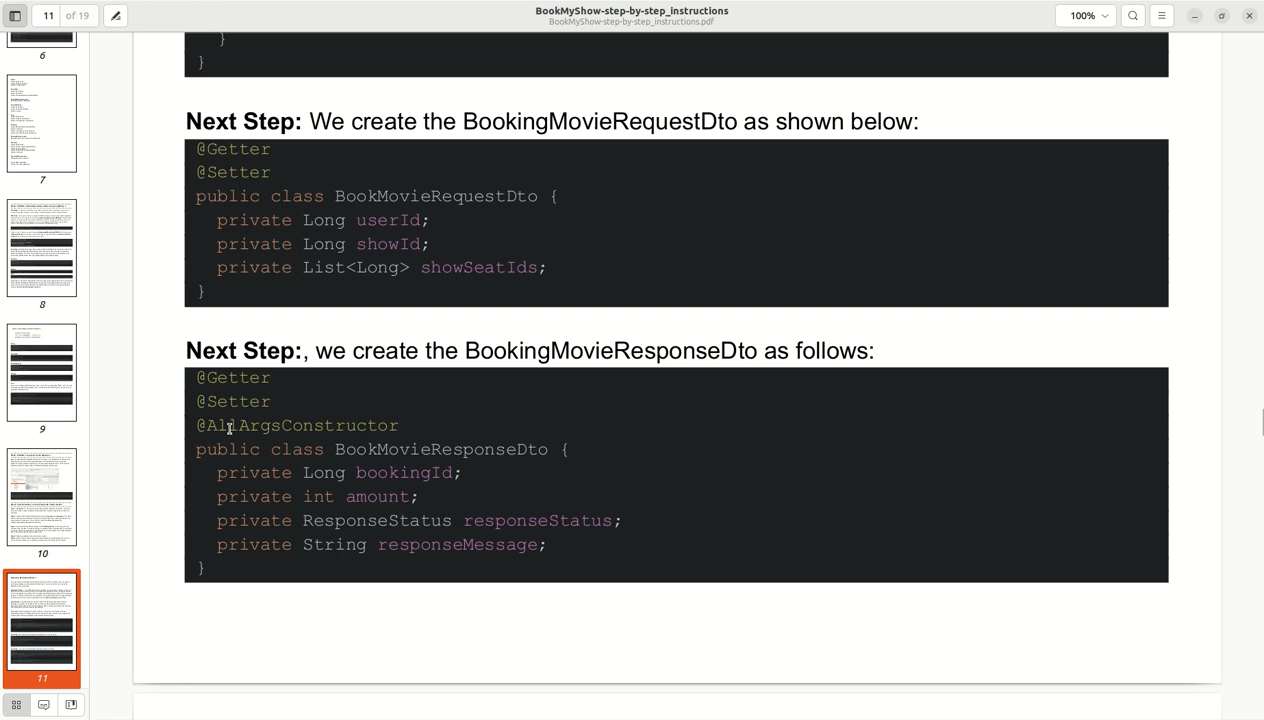 11 of 19
BookMyShow-step-by-step_instructions
BookMyShow-step-by-step_instructions.pdf
100%
6
7
8
9
10
11
}
}
Next Step: We create the BookingMovieRequestDto as shown below:
@Getter
@Setter
public class BookMovieRequestDto {
private Long userId;
private Long showId;
private List<Long> showSeatIds;
}
Next Step:, we create the BookingMovieResponseDto as follows:
@Getter
@Setter
@AllArgsConstructor
public class BookMovieResponseDto {
private Long bookingId;
private int amount;
private ResponseStatus responseStatus;
private String responseMessage;
}